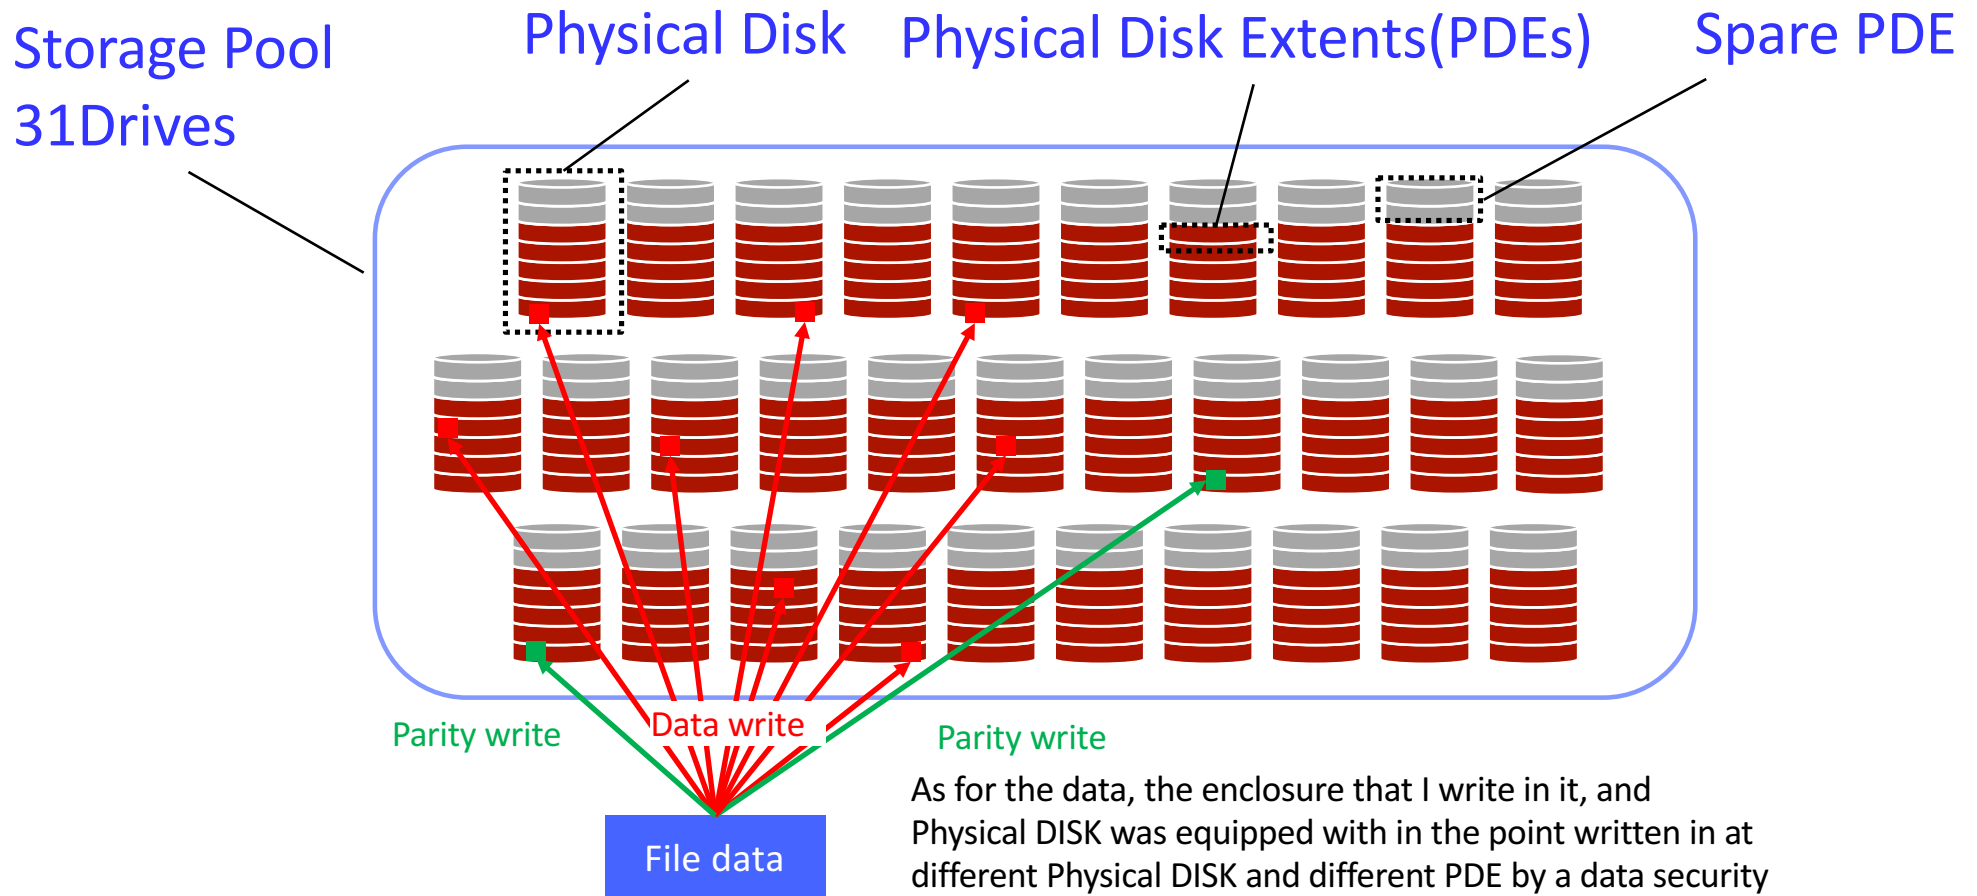 Storage Pool
31Drives
Physical Disk
Physical Disk Extents(PDEs)
Spare PDE
Parity write
Data write
Parity write
File data
As for the data, the enclosure that I write in it, and
Physical DISK was equipped with in the point written in at
different Physical DISK and different PDE by a data security